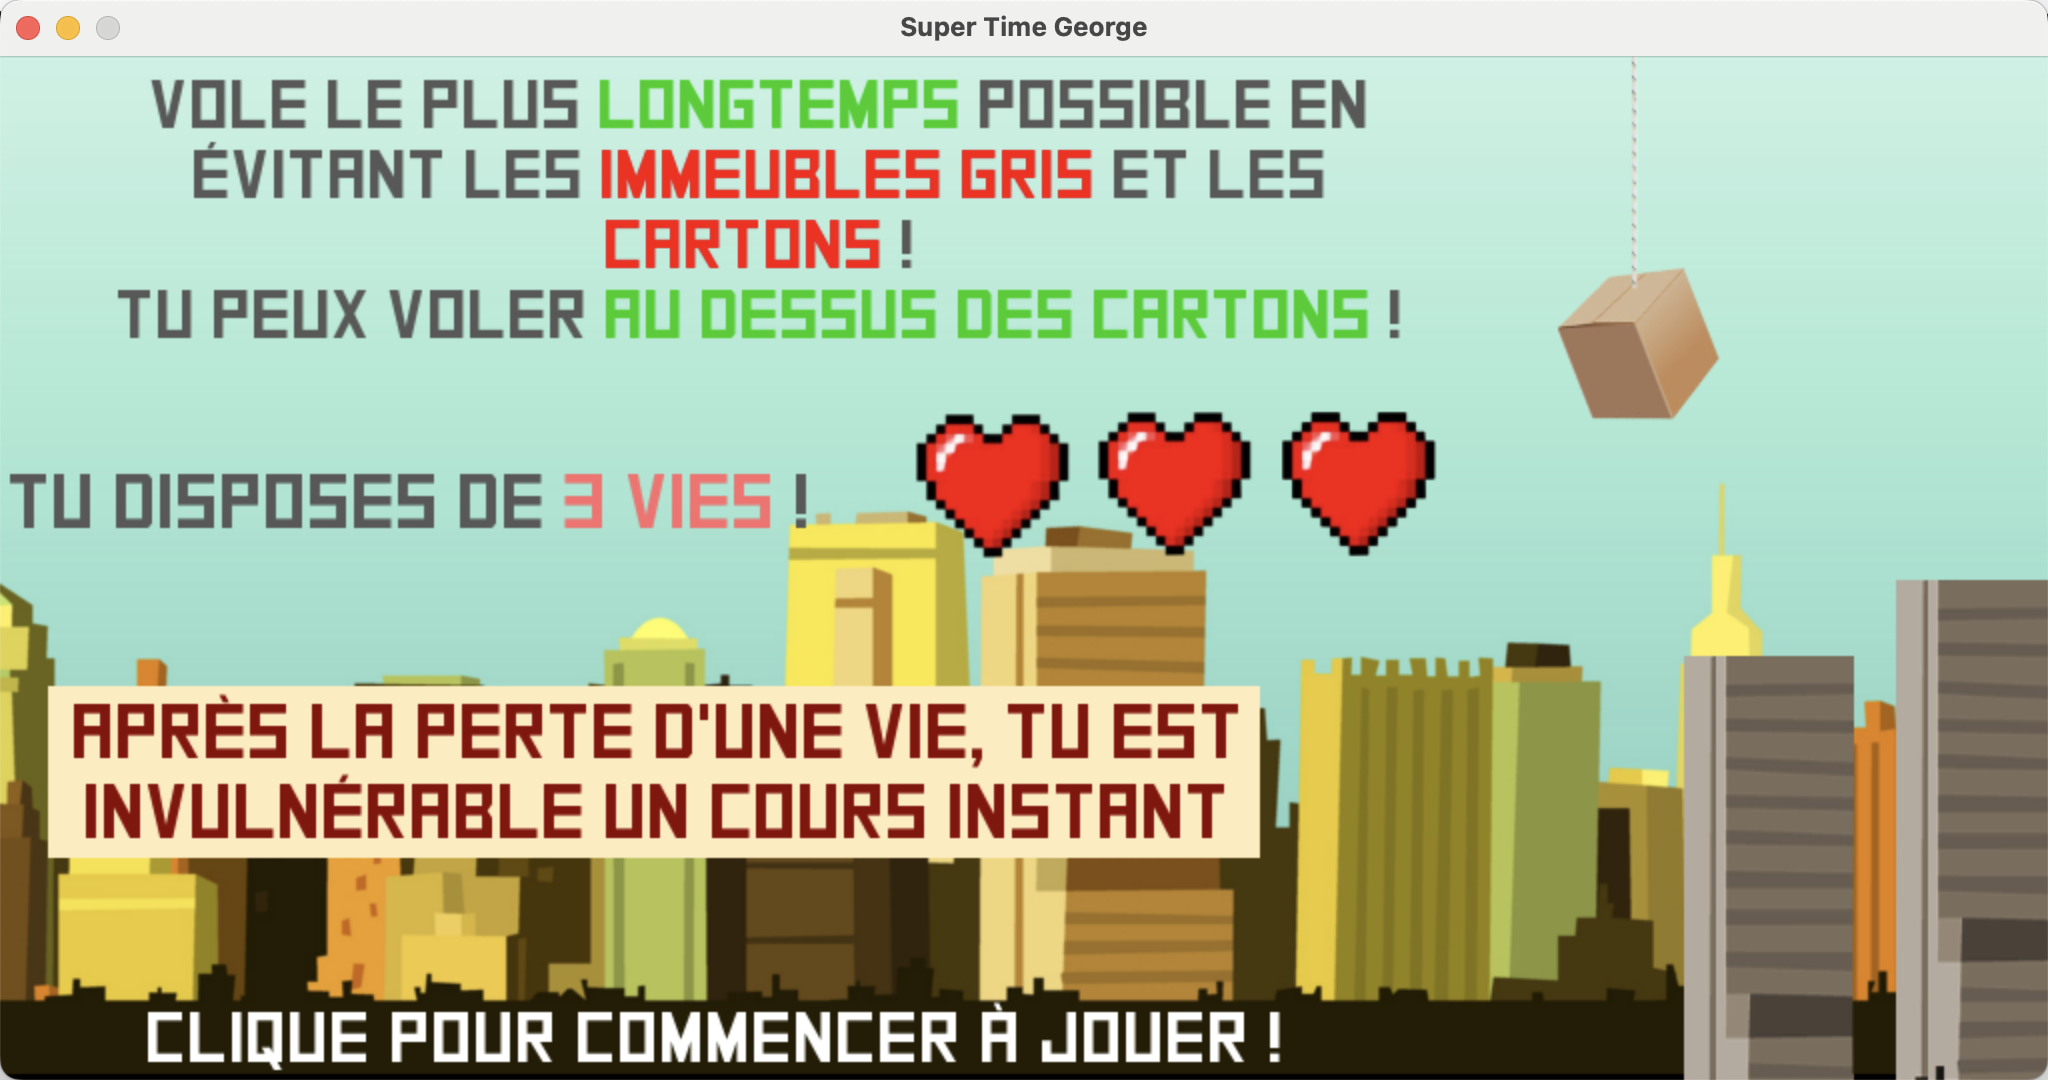 Super Time George
VOLE LE PLUS LONGTEMPS POSSIBLE EN
ÉVITANT LES IMMEUBLES GRIS ET LES
CARTONS !
TU PEUX VOLER AU DESSUS DES CARTONS !
TU DISPOSES DE 3 VIES !
APRÈS LA PERTE D'UNE VIE, TU EST
INVULNÉRABLE UN COURS INSTANT
CLIQUE POUR COMMENCER À JOUER !